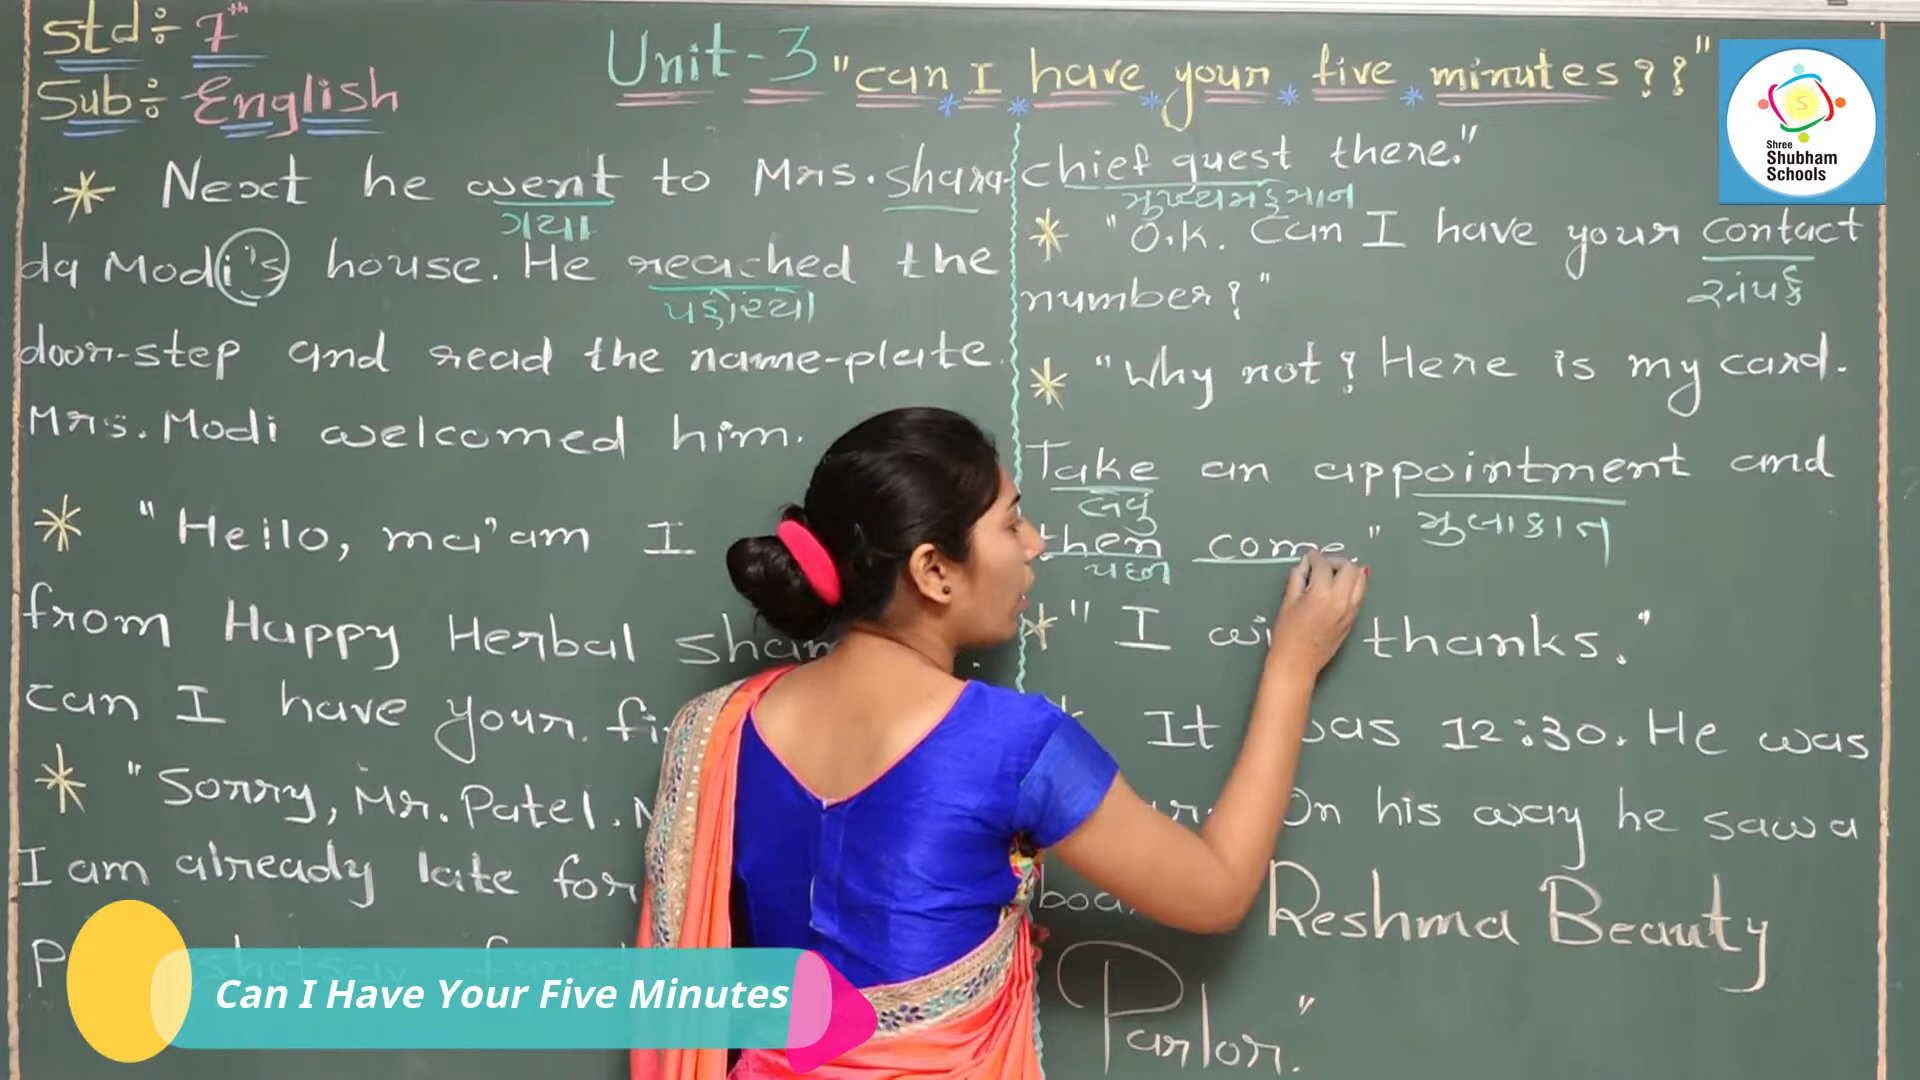 std÷ 7th
Sub÷ English
Unit-3 "can I have your five minutes??"
Shree
Shubham
Schools
* Next he went to Mrs. shara-
ગયા
da Modi's house. He reached the
પહોંચ્યો
door-step and read the name-plate.
Mrs. Modi welcomed him.
* "Hello, ma'am I
from Happy Herbal sham
can I have your fi
* "Sorry, Mr. Patel.
I am already late for
chief guest there."
મુખ્યમહેમાન
* "O.k. Can I have your contact
સંપર્ક
number?"
* "Why not? Here is my card.
Take an appointment and
લેવું
મુલાકાત
then come."
પછી
* "I wi thanks."
It was 12:30. He was
On his way he saw a
boa Reshma Beauty
Parlor."
Can I Have Your Five Minutes